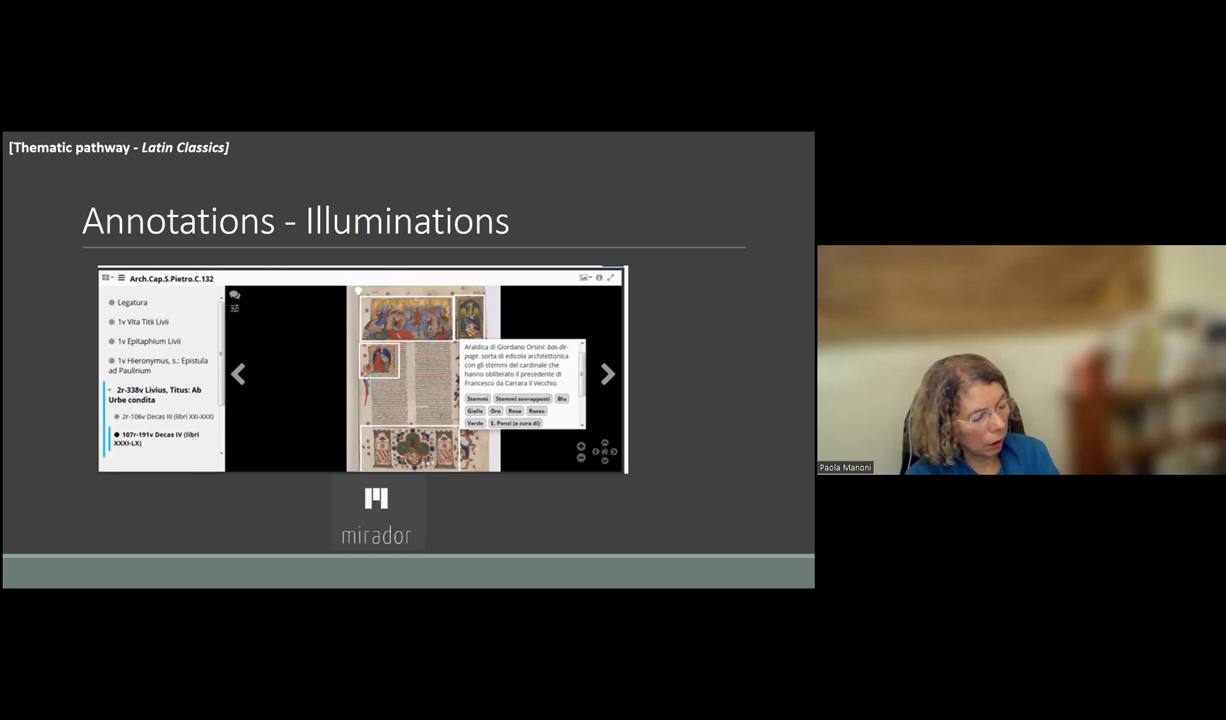 [Thematic pathway - Latin Classics]
Annotations - Illuminations
Arch.Cap.S.Pietro.C.132
Legatura
1v Vita Titii Livii
1v Epitaphium Livii
1v Hieronymus, s.: Epistula
ad Paulinum
2r-338v Livius, Titus: Ab
Urbe condita
2r-106v Decas III (libri XXI-XXX)
107r-191v Decas IV (libri
XXXI-LX)
Araldica di Giordano Orsini: bas-de-
page, sorta di edicola architettonica
con gli stemmi del cardinale che
hanno obliterato il precedente di
Francesco da Carrara il Vecchio.
Stemmi Stemmi sovrapposti Blu
Giallo Oro Rosa Rosso
Verde E. Ponzi (a cura di)
mirador
Paola Manoni